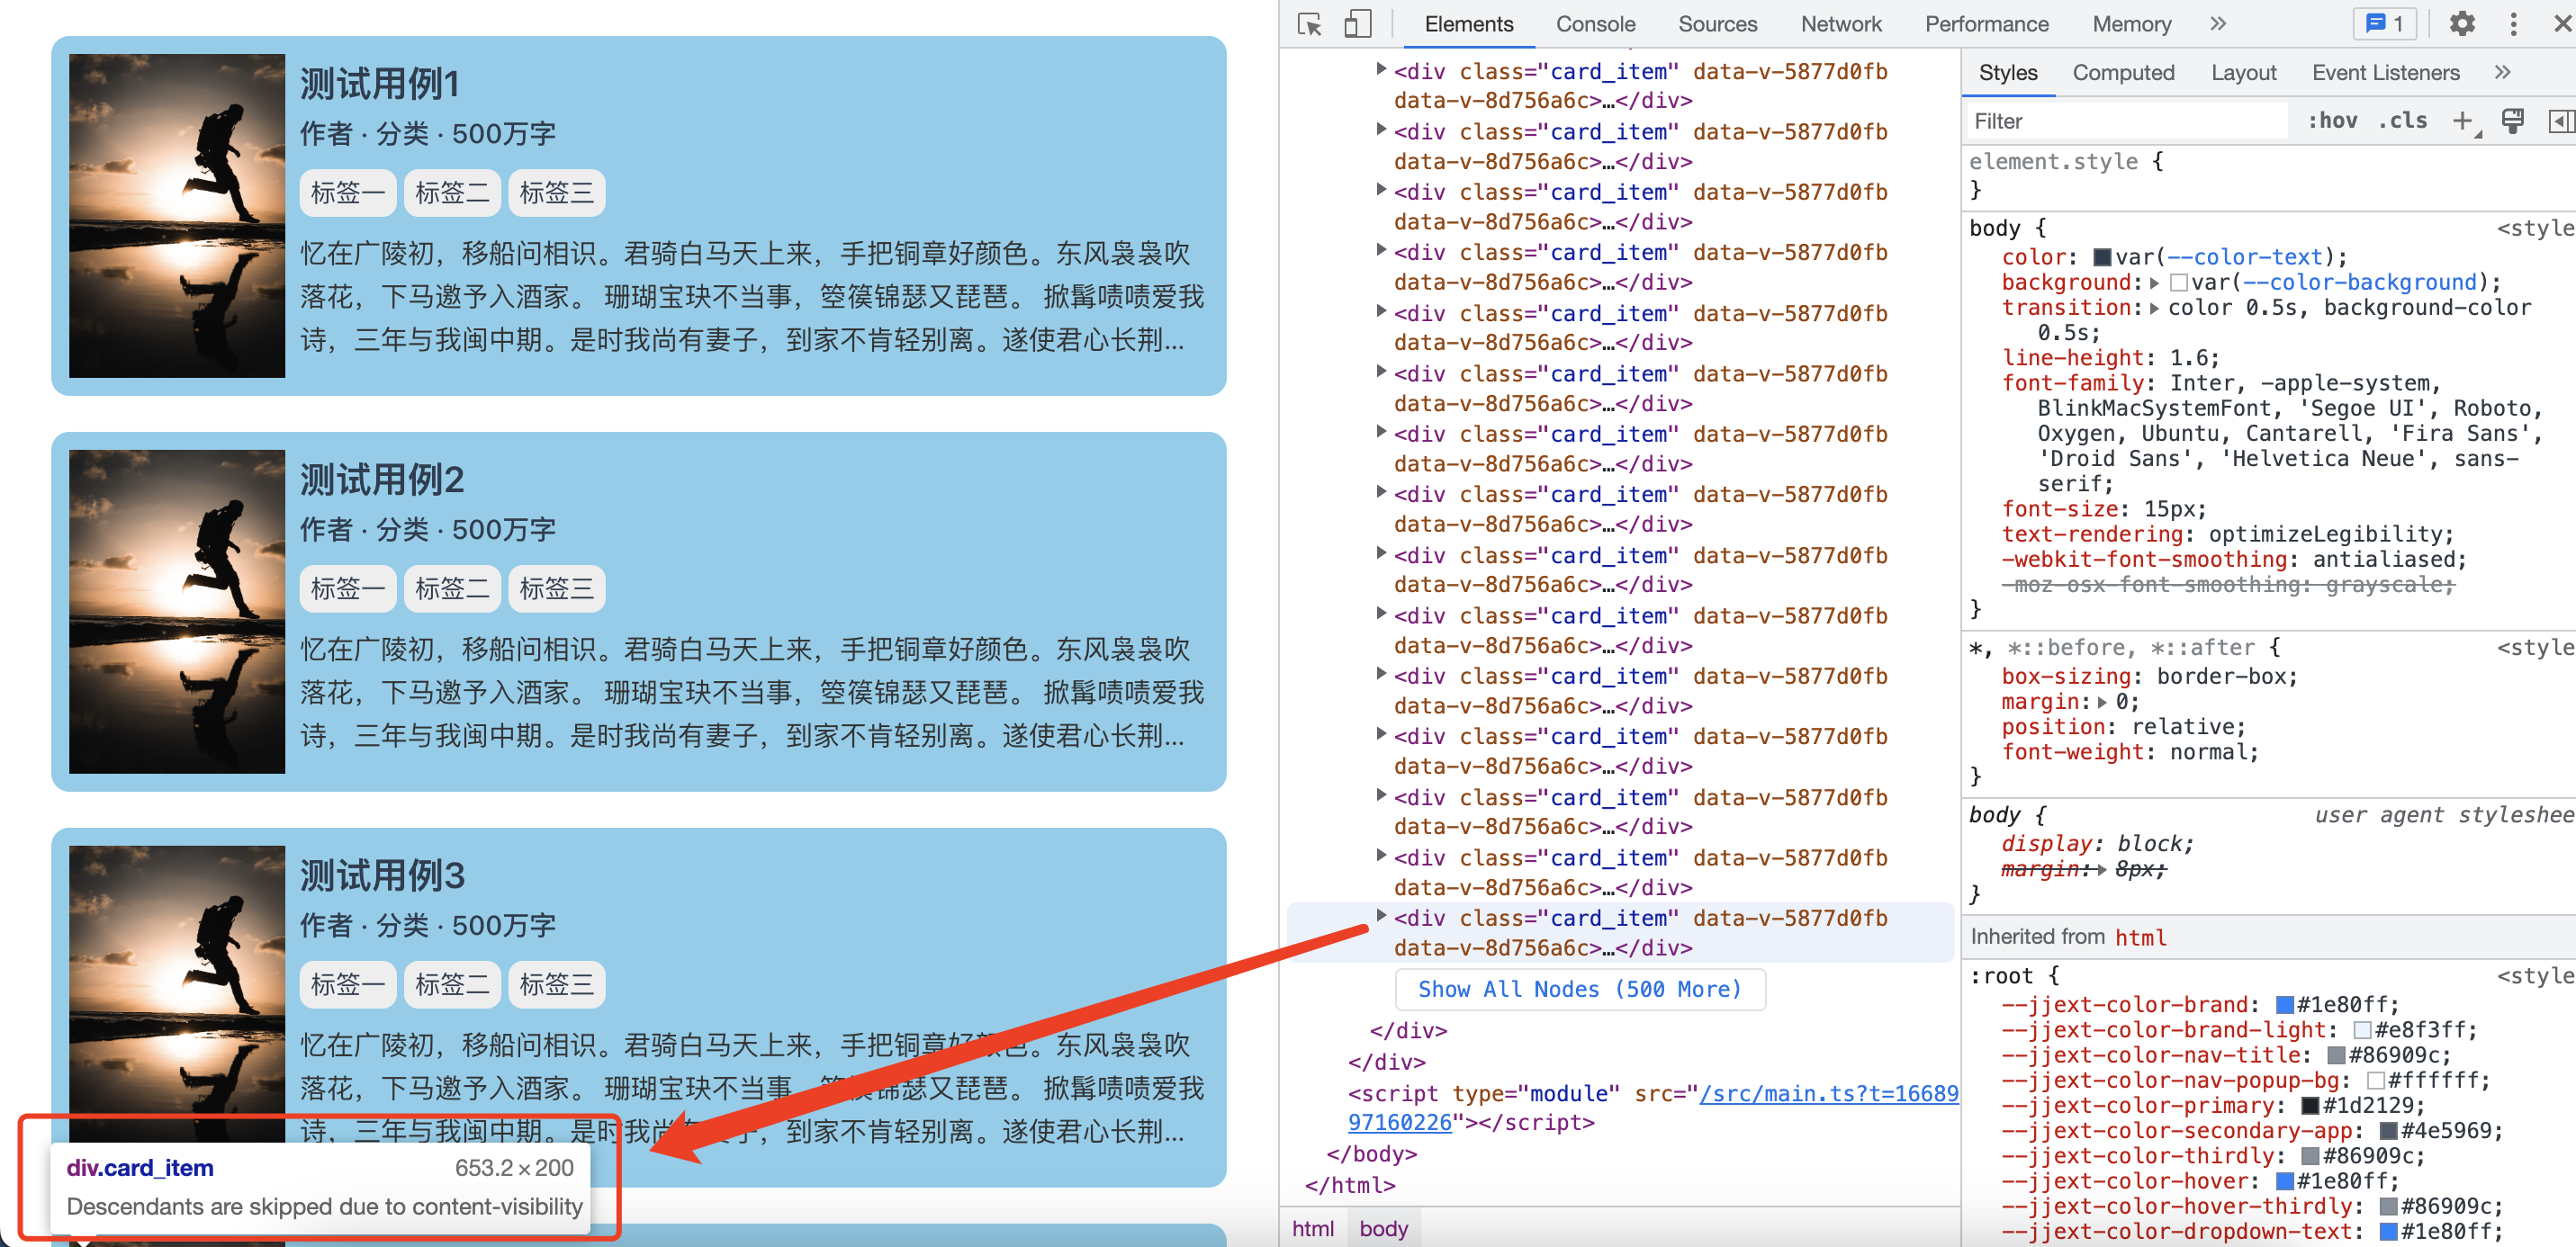 测试用例1
作者 · 分类 · 500万字
标签一 标签二 标签三
忆在广陵初，移船问相识。君骑白马天上来，手把铜章好颜色。东风袅袅吹
落花，下马邀予入酒家。 珊瑚宝玦不当事，箜篌锦瑟又琵琶。 掀髯啧啧爱我
诗，三年与我闽中期。是时我尚有妻子，到家不肯轻别离。遂使君心长荆...
测试用例2
作者 · 分类 · 500万字
标签一 标签二 标签三
忆在广陵初，移船问相识。君骑白马天上来，手把铜章好颜色。东风袅袅吹
落花，下马邀予入酒家。 珊瑚宝玦不当事，箜篌锦瑟又琵琶。 掀髯啧啧爱我
诗，三年与我闽中期。是时我尚有妻子，到家不肯轻别离。遂使君心长荆...
测试用例3
作者 · 分类 · 500万字
标签一 标签二 标签三
忆在广陵初，移船问相识。君骑白马天上来，手把铜章好颜色。东风袅袅吹
落花，下马邀予入酒家。 珊瑚宝玦不当事，箜篌锦瑟又琵琶。 掀髯啧啧爱我
诗，三年与我闽中期。是时我尚有妻子，到家不肯轻别离。遂使君心长荆...
div.card_item 653.2 × 200
Descendants are skipped due to content-visibility
Elements Console Sources Network Performance Memory » 1
<div class="card_item" data-v-5877d0fb
data-v-8d756a6c>…</div>
<div class="card_item" data-v-5877d0fb
data-v-8d756a6c>…</div>
<div class="card_item" data-v-5877d0fb
data-v-8d756a6c>…</div>
<div class="card_item" data-v-5877d0fb
data-v-8d756a6c>…</div>
<div class="card_item" data-v-5877d0fb
data-v-8d756a6c>…</div>
<div class="card_item" data-v-5877d0fb
data-v-8d756a6c>…</div>
<div class="card_item" data-v-5877d0fb
data-v-8d756a6c>…</div>
<div class="card_item" data-v-5877d0fb
data-v-8d756a6c>…</div>
<div class="card_item" data-v-5877d0fb
data-v-8d756a6c>…</div>
<div class="card_item" data-v-5877d0fb
data-v-8d756a6c>…</div>
<div class="card_item" data-v-5877d0fb
data-v-8d756a6c>…</div>
<div class="card_item" data-v-5877d0fb
data-v-8d756a6c>…</div>
<div class="card_item" data-v-5877d0fb
data-v-8d756a6c>…</div>
<div class="card_item" data-v-5877d0fb
data-v-8d756a6c>…</div>
<div class="card_item" data-v-5877d0fb
data-v-8d756a6c>…</div>
Show All Nodes (500 More)
</div>
</div>
<script type="module" src="/src/main.ts?t=16689
97160226"></script>
</body>
</html>
html body
Styles Computed Layout Event Listeners »
Filter :hov .cls +
element.style {
}
body { <style
color: var(--color-text);
background: var(--color-background);
transition: color 0.5s, background-color
0.5s;
line-height: 1.6;
font-family: Inter, -apple-system,
BlinkMacSystemFont, 'Segoe UI', Roboto,
Oxygen, Ubuntu, Cantarell, 'Fira Sans',
'Droid Sans', 'Helvetica Neue', sans-
serif;
font-size: 15px;
text-rendering: optimizeLegibility;
-webkit-font-smoothing: antialiased;
-moz-osx-font-smoothing: grayscale;
}
*, *::before, *::after { <style
box-sizing: border-box;
margin: 0;
position: relative;
font-weight: normal;
}
body { user agent styleshee
display: block;
margin: 8px;
}
Inherited from html
:root { <style
--jjext-color-brand: #1e80ff;
--jjext-color-brand-light: #e8f3ff;
--jjext-color-nav-title: #86909c;
--jjext-color-nav-popup-bg: #ffffff;
--jjext-color-primary: #1d2129;
--jjext-color-secondary-app: #4e5969;
--jjext-color-thirdly: #86909c;
--jjext-color-hover: #1e80ff;
--jjext-color-hover-thirdly: #86909c;
--jjext-color-dropdown-text: #1e80ff;